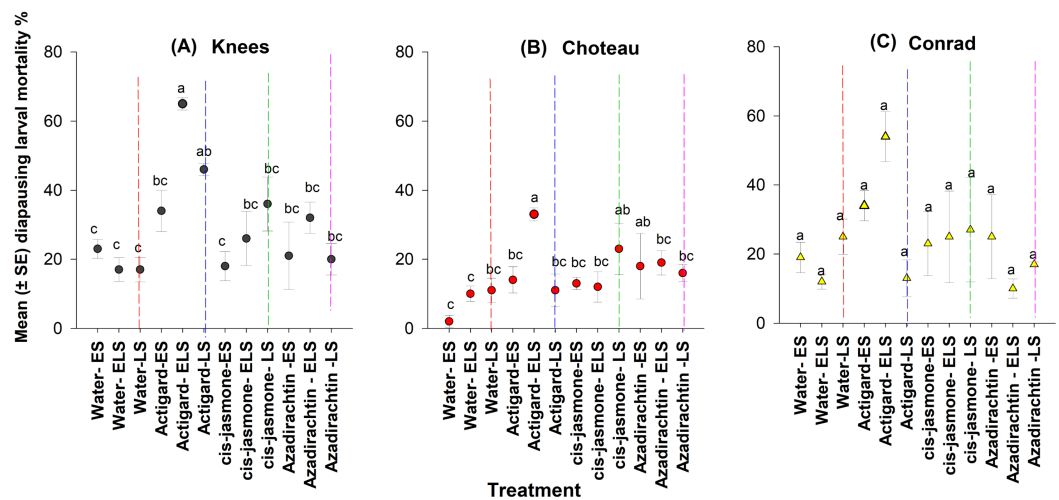 (A) Knees
(B) Choteau
(C) Conrad
Mean (± SE) diapausing larval mortality %
80
60
40
20
0
c
c
c
bc
a
ab
c
bc
bc
bc
bc
bc
Water- ES
Water- ELS
Water-LS
Actigard-ES
Actigard- ELS
Actigard-LS
cis-jasmone-ES
cis-jasmone- ELS
cis-jasmone- LS
Azadirachtin -ES
Azadirachtin - ELS
Azadirachtin -LS
80
60
40
20
0
c
c
bc
bc
a
bc
bc
bc
bc
ab
bc
bc
Water- ES
Water- ELS
Water-LS
Actigard-ES
Actigard- ELS
Actigard-LS
cis-jasmone-ES
cis-jasmone- ELS
cis-jasmone- LS
Azadirachtin -ES
Azadirachtin - ELS
Azadirachtin -LS
80
60
40
20
0
a
a
a
a
a
a
a
a
a
a
a
a
Water- ES
Water- ELS
Water-LS
Actigard-ES
Actigard- ELS
Actigard-LS
cis-jasmone-ES
cis-jasmone- ELS
cis-jasmone- LS
Azadirachtin -ES
Azadirachtin - ELS
Azadirachtin -LS
Treatment